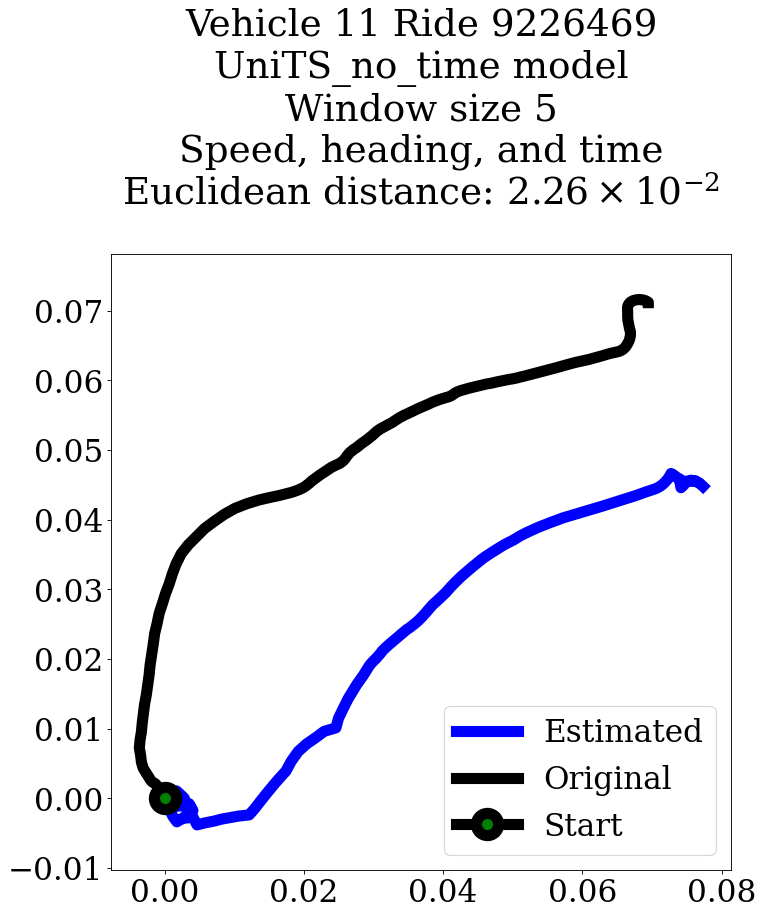 Vehicle 11 Ride 9226469
UniTS_no_time model
Window size 5
Speed, heading, and time
Euclidean distance: 2.26 × 10⁻²
0.07
0.06
0.05
0.04
0.03
0.02
0.01
0.00
−0.01
Estimated
Original
Start
0.00 0.02 0.04 0.06 0.08